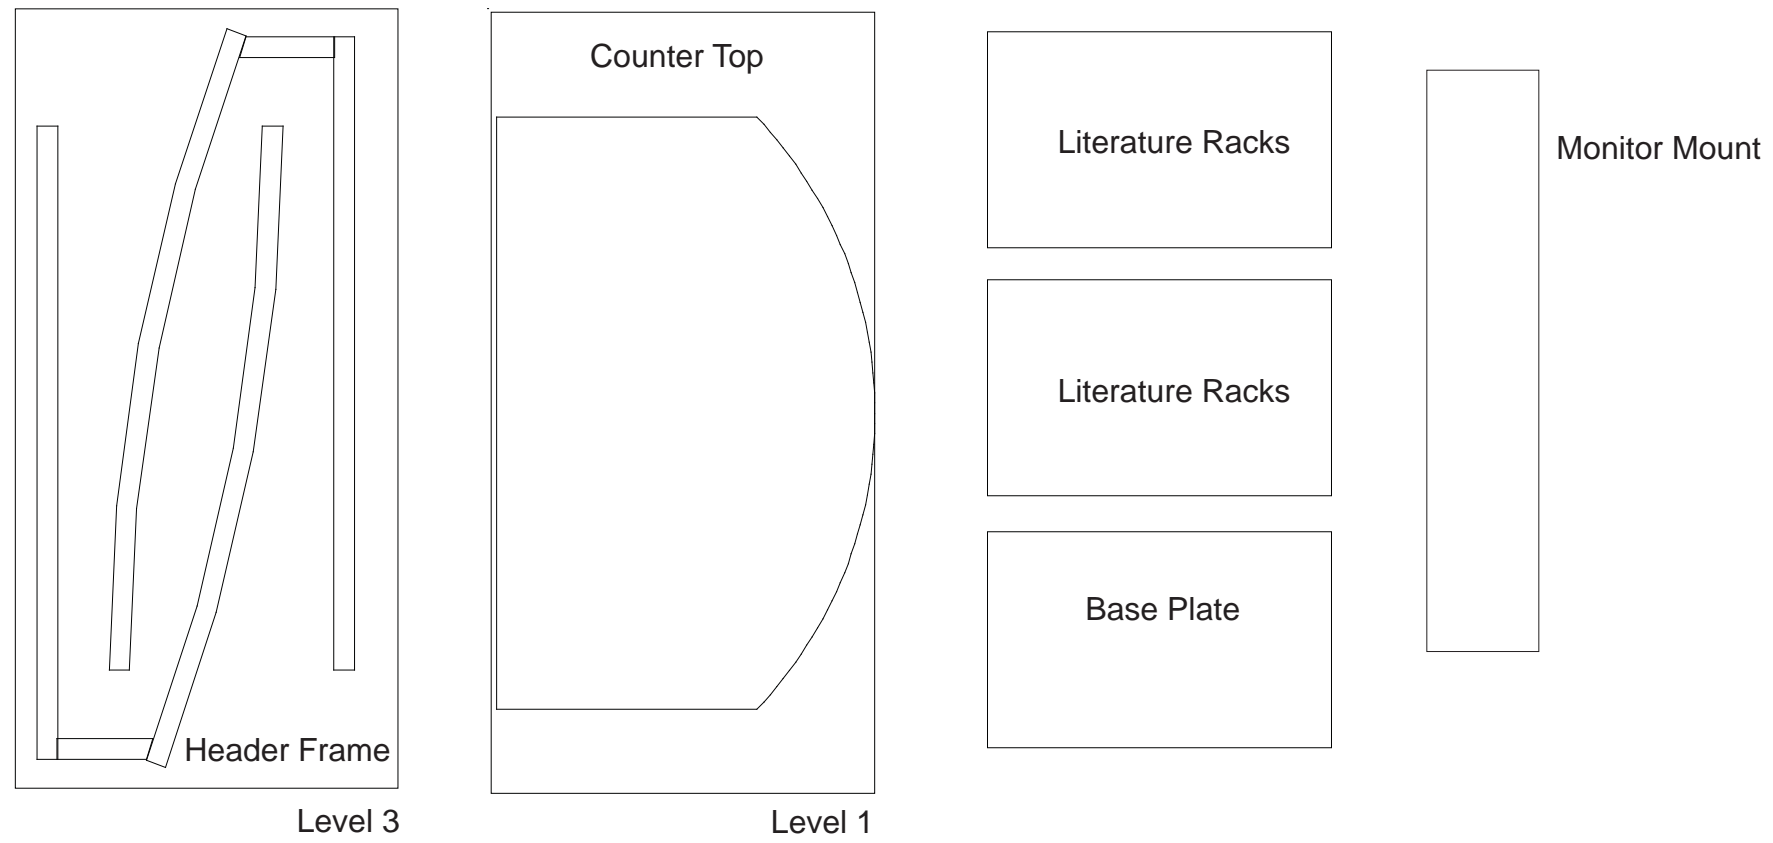 Counter Top
Literature Racks
Monitor Mount
Literature Racks
Base Plate
Header Frame
Level 3
Level 1